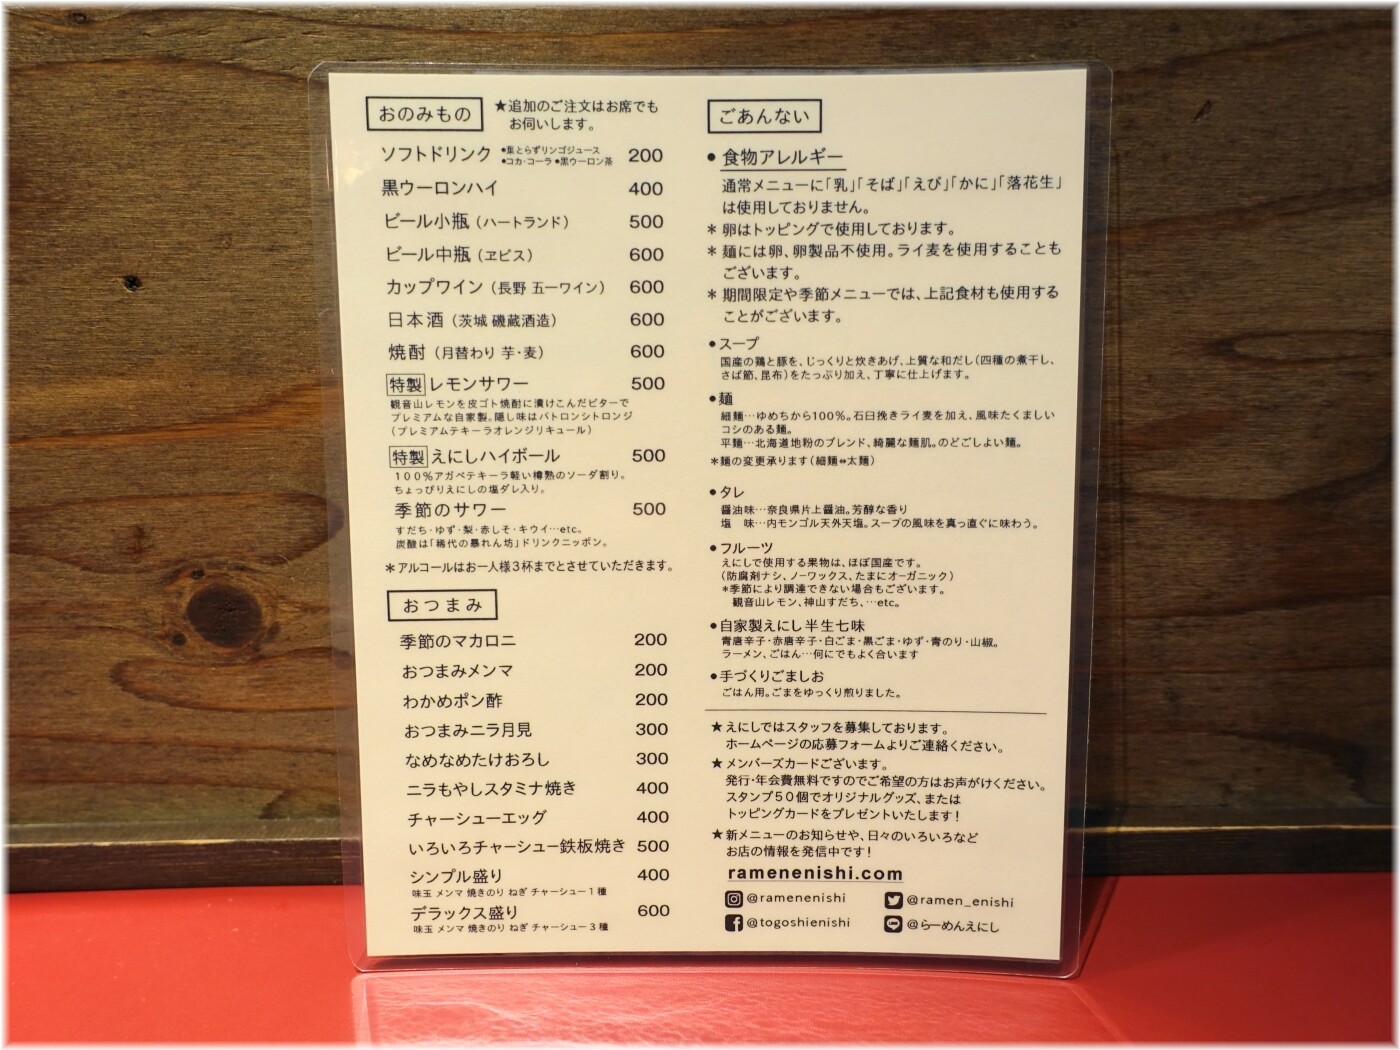 おのみもの
★追加のご注文はお席でも
お伺いします。
ソフトドリンク ●葉とらずリンゴジュース ●コカ・コーラ ●黒ウーロン茶 200
黒ウーロンハイ 400
ビール小瓶（ハートランド） 500
ビール中瓶（ヱビス） 600
カップワイン（長野 五一ワイン） 600
日本酒（茨城 磯蔵酒造） 600
焼酎（月替わり 芋・麦） 600
特製 レモンサワー 500
観音山レモンを皮ゴト焼酎に漬けこんだビターで
プレミアムな自家製。隠し味はパトロンシトロンジ
（プレミアムテキーラオレンジリキュール）
特製 えにしハイボール 500
１００％アガベテキーラ軽い樽熟のソーダ割り。
ちょっぴりえにしの塩ダレ入り。
季節のサワー 500
すだち・ゆず・梨・赤しそ・キウイ…etc.
炭酸は「稀代の暴れん坊」ドリンクニッポン。
＊アルコールはお一人様３杯までとさせていただきます。
おつまみ
季節のマカロニ 200
おつまみメンマ 200
わかめポン酢 200
おつまみニラ月見 300
なめなめたけおろし 300
ニラもやしスタミナ焼き 400
チャーシューエッグ 400
いろいろチャーシュー鉄板焼き 500
シンプル盛り 400
味玉 メンマ 焼きのり ねぎ チャーシュー１種
デラックス盛り 600
味玉 メンマ 焼きのり ねぎ チャーシュー３種
ごあんない
●食物アレルギー
通常メニューに「乳」「そば」「えび」「かに」「落花生」
は使用しておりません。
＊卵はトッピングで使用しております。
＊麺には卵、卵製品不使用。ライ麦を使用することも
ございます。
＊期間限定や季節メニューでは、上記食材も使用する
ことがございます。
●スープ
国産の鶏と豚を、じっくりと炊きあげ、上質な和だし（四種の煮干し、
さば節、昆布）をたっぷり加え、丁寧に仕上げます。
●麺
細麺…ゆめちから100％。石臼挽きライ麦を加え、風味たくましい
コシのある麺。
平麺…北海道地粉のブレンド、綺麗な麺肌。のどごしよい麺。
＊麺の変更承ります（細麺⇔太麺）
●タレ
醤油味…奈良県片上醤油。芳醇な香り
塩　味…内モンゴル天外天塩。スープの風味を真っ直ぐに味わう。
●フルーツ
えにしで使用する果物は、ほぼ国産です。
（防腐剤ナシ、ノーワックス、たまにオーガニック）
＊季節により調達できない場合もございます。
観音山レモン、神山すだち、…etc。
●自家製えにし半生七味
青唐辛子・赤唐辛子・白ごま・黒ごま・ゆず・青のり・山椒。
ラーメン、ごはん…何にでもよく合います
●手づくりごましお
ごはん用。ごまをゆっくり煎りました。
★えにしではスタッフを募集しております。
ホームページの応募フォームよりご連絡ください。
★メンバーズカードございます。
発行・年会費無料ですのでご希望の方はお声がけください。
スタンプ５０個でオリジナルグッズ、または
トッピングカードをプレゼントいたします！
★新メニューのお知らせや、日々のいろいろなど
お店の情報を発信中です！
ramenenishi.com
@ramenenishi @ramen_enishi
@togoshienishi @らーめんえにし